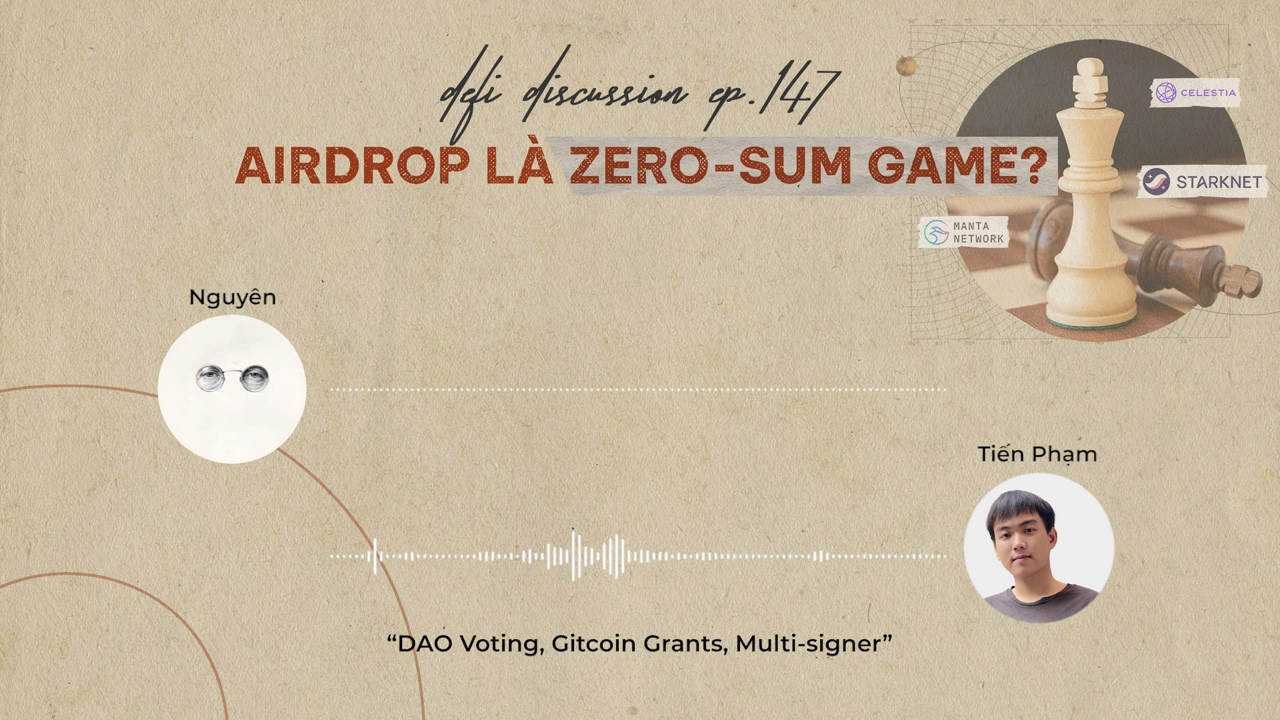 defi discussion ep.147
AIRDROP LÀ ZERO-SUM GAME?
CELESTIA
STARKNET
MANTA
NETWORK
Nguyên
Tiến Phạm
“DAO Voting, Gitcoin Grants, Multi-signer”